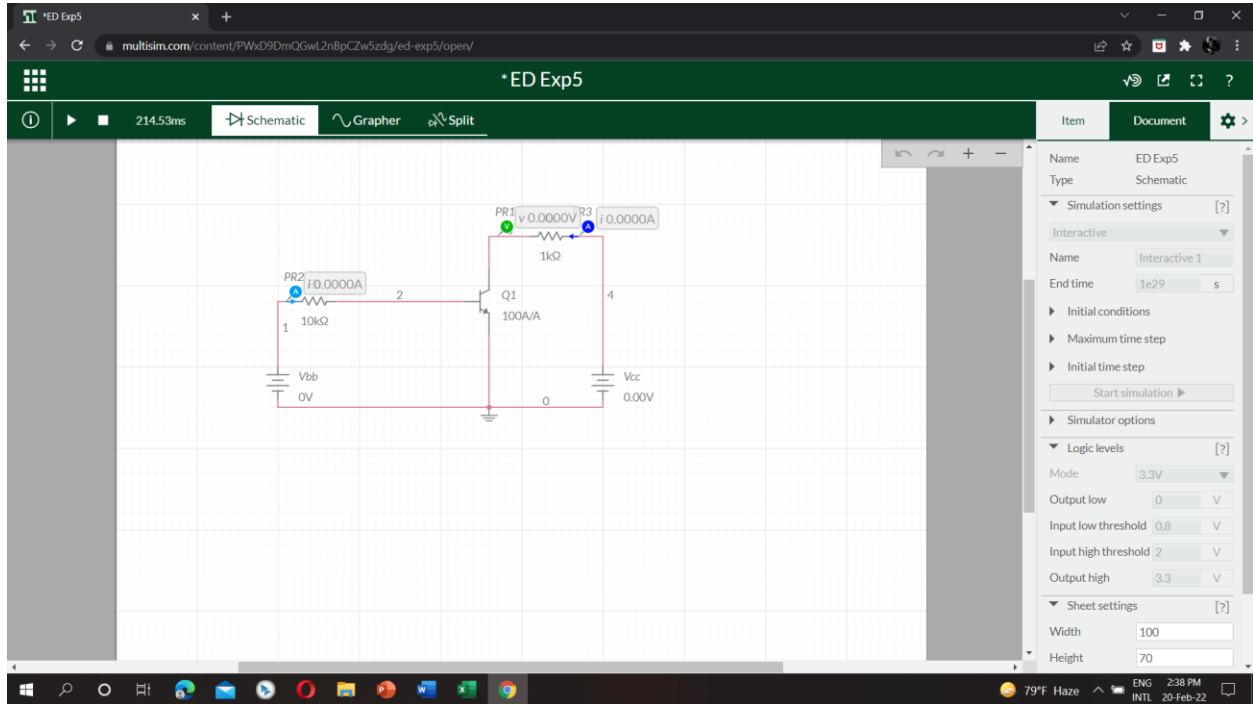 *ED Exp5
multisim.com/content/PWxD9DmQGwL2nBpCZw5zdg/ed-exp5/open/
*ED Exp5
?
214.53ms
Schematic
Grapher
Split
Item
Document
Name ED Exp5
Type Schematic
Simulation settings [?]
Interactive
Name Interactive 1
End time 1e29 s
Initial conditions
Maximum time step
Initial time step
Start simulation
Simulator options
Logic levels [?]
Mode 3.3V
Output low 0 V
Input low threshold 0.8 V
Input high threshold 2 V
Output high 3.3 V
Sheet settings [?]
Width 100
Height 70
PR1 v 0.0000V R3 i 0.0000A
V A
1kΩ
PR2 i 0.0000A
A
2
10kΩ
1
Q1
100A/A
4
Vbb
0V
Vcc
0.00V
0
79°F Haze
ENG
INTL
2:38 PM
20-Feb-22